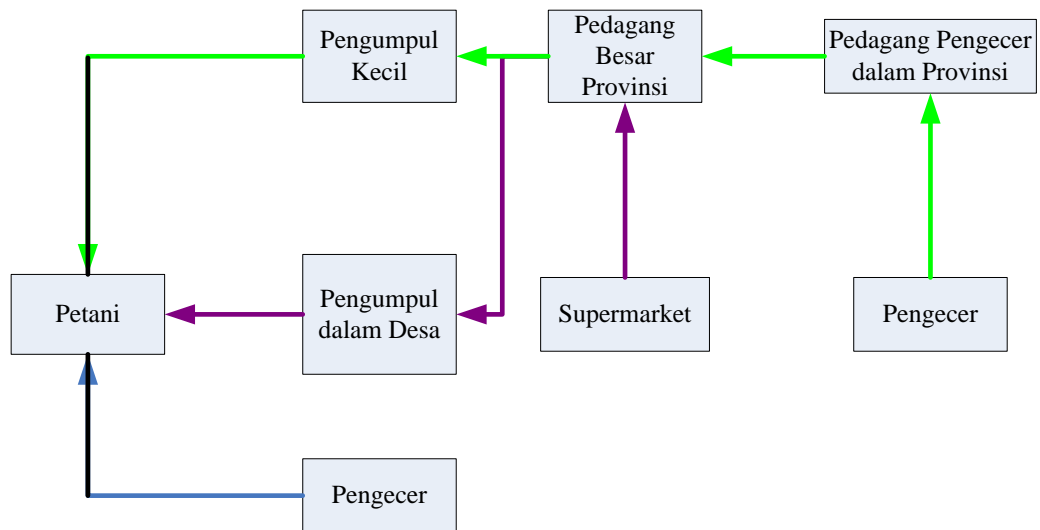 Pengumpul
Kecil
Pedagang
Besar
Provinsi
Pedagang Pengecer
dalam Provinsi
Petani
Pengumpul
dalam Desa
Supermarket
Pengecer
Pengecer